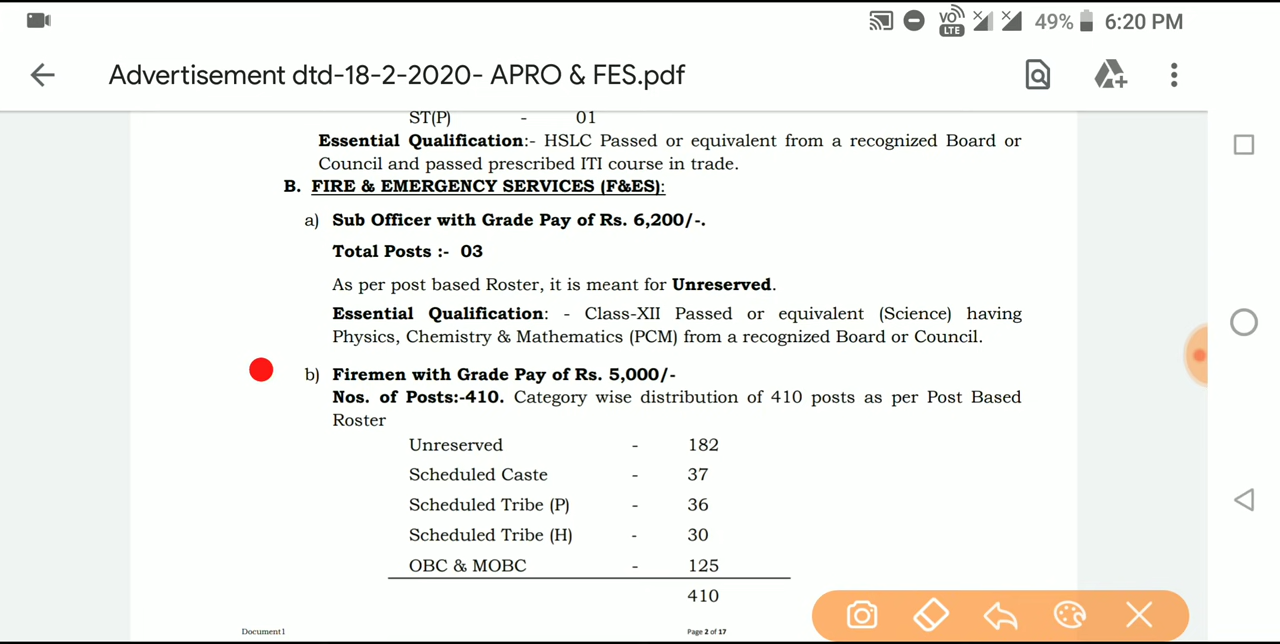 VO LTE 49% 6:20 PM
Advertisement dtd-18-2-2020- APRO & FES.pdf
ST(P) - 01
Essential Qualification:- HSLC Passed or equivalent from a recognized Board or
Council and passed prescribed ITI course in trade.
B. FIRE & EMERGENCY SERVICES (F&ES):
a) Sub Officer with Grade Pay of Rs. 6,200/-.
Total Posts :- 03
As per post based Roster, it is meant for Unreserved.
Essential Qualification: - Class-XII Passed or equivalent (Science) having
Physics, Chemistry & Mathematics (PCM) from a recognized Board or Council.
b) Firemen with Grade Pay of Rs. 5,000/-
Nos. of Posts:-410. Category wise distribution of 410 posts as per Post Based
Roster
Unreserved - 182
Scheduled Caste - 37
Scheduled Tribe (P) - 36
Scheduled Tribe (H) - 30
OBC & MOBC - 125
410
Document1 Page 2 of 17